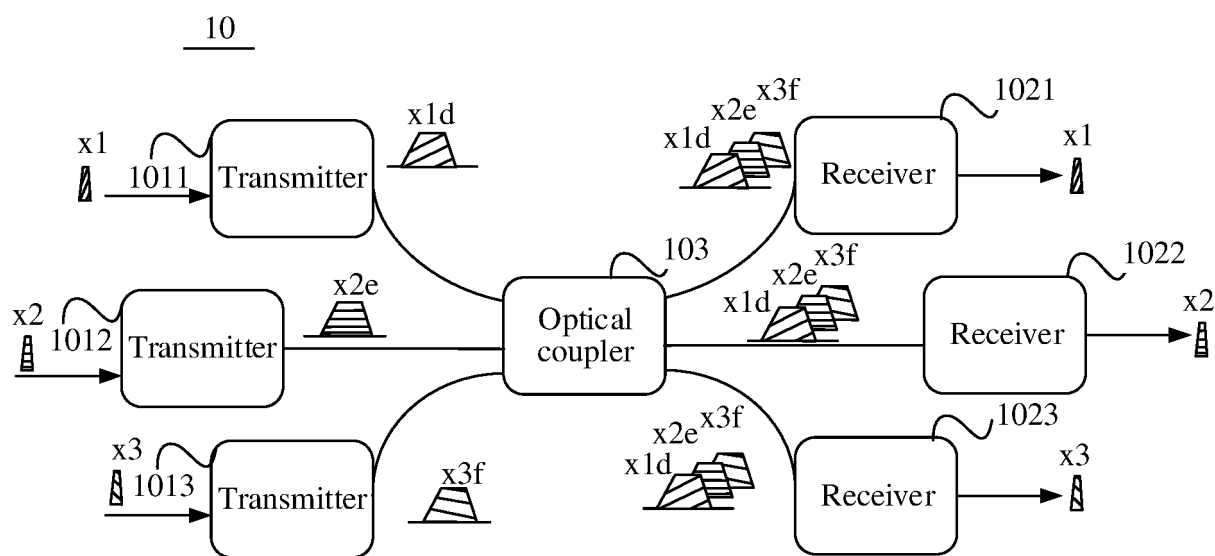 10
x1
1011
Transmitter
x1d
x1d
x2e
x3f
Receiver
1021
x1
x2
1012
Transmitter
x2e
103
Optical
coupler
x1d
x2e
x3f
Receiver
1022
x2
x3
1013
Transmitter
x3f
x1d
x2e
x3f
Receiver
1023
x3